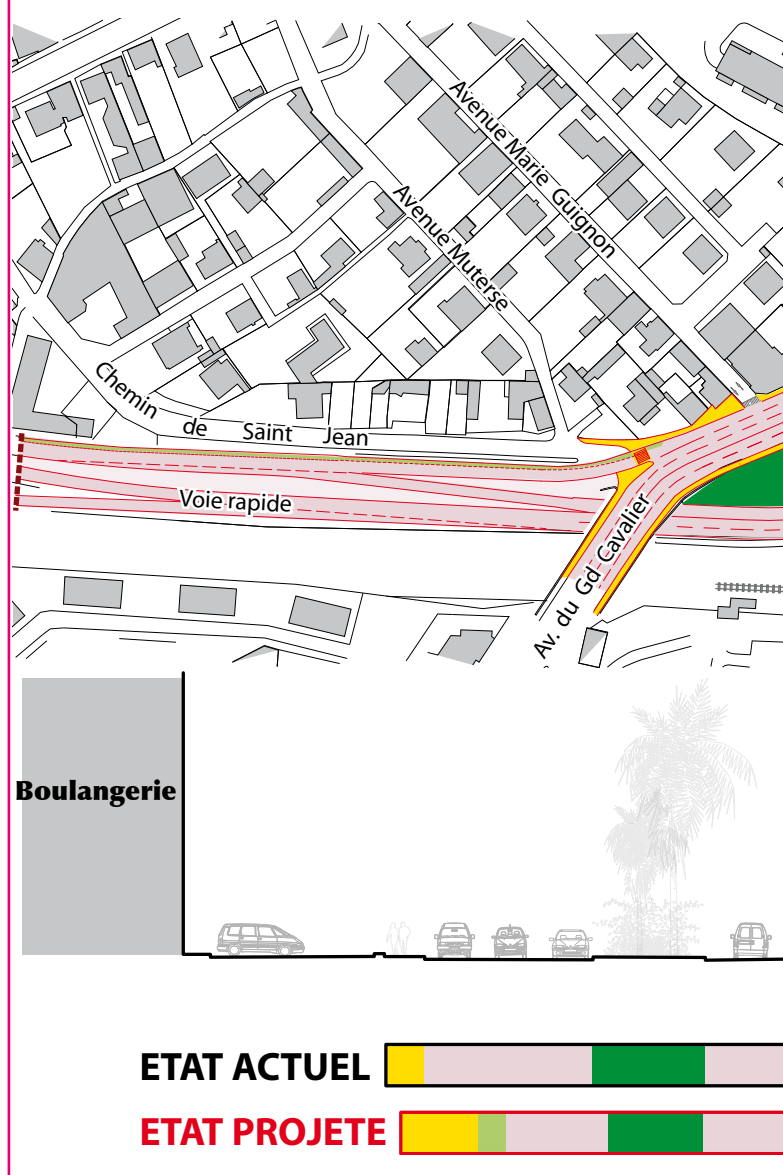 Avenue Marie Guignon
Avenue Muterse
Chemin de Saint Jean
Voie rapide
Av. du Gd Cavalier
Boulangerie
ETAT ACTUEL
ETAT PROJETE